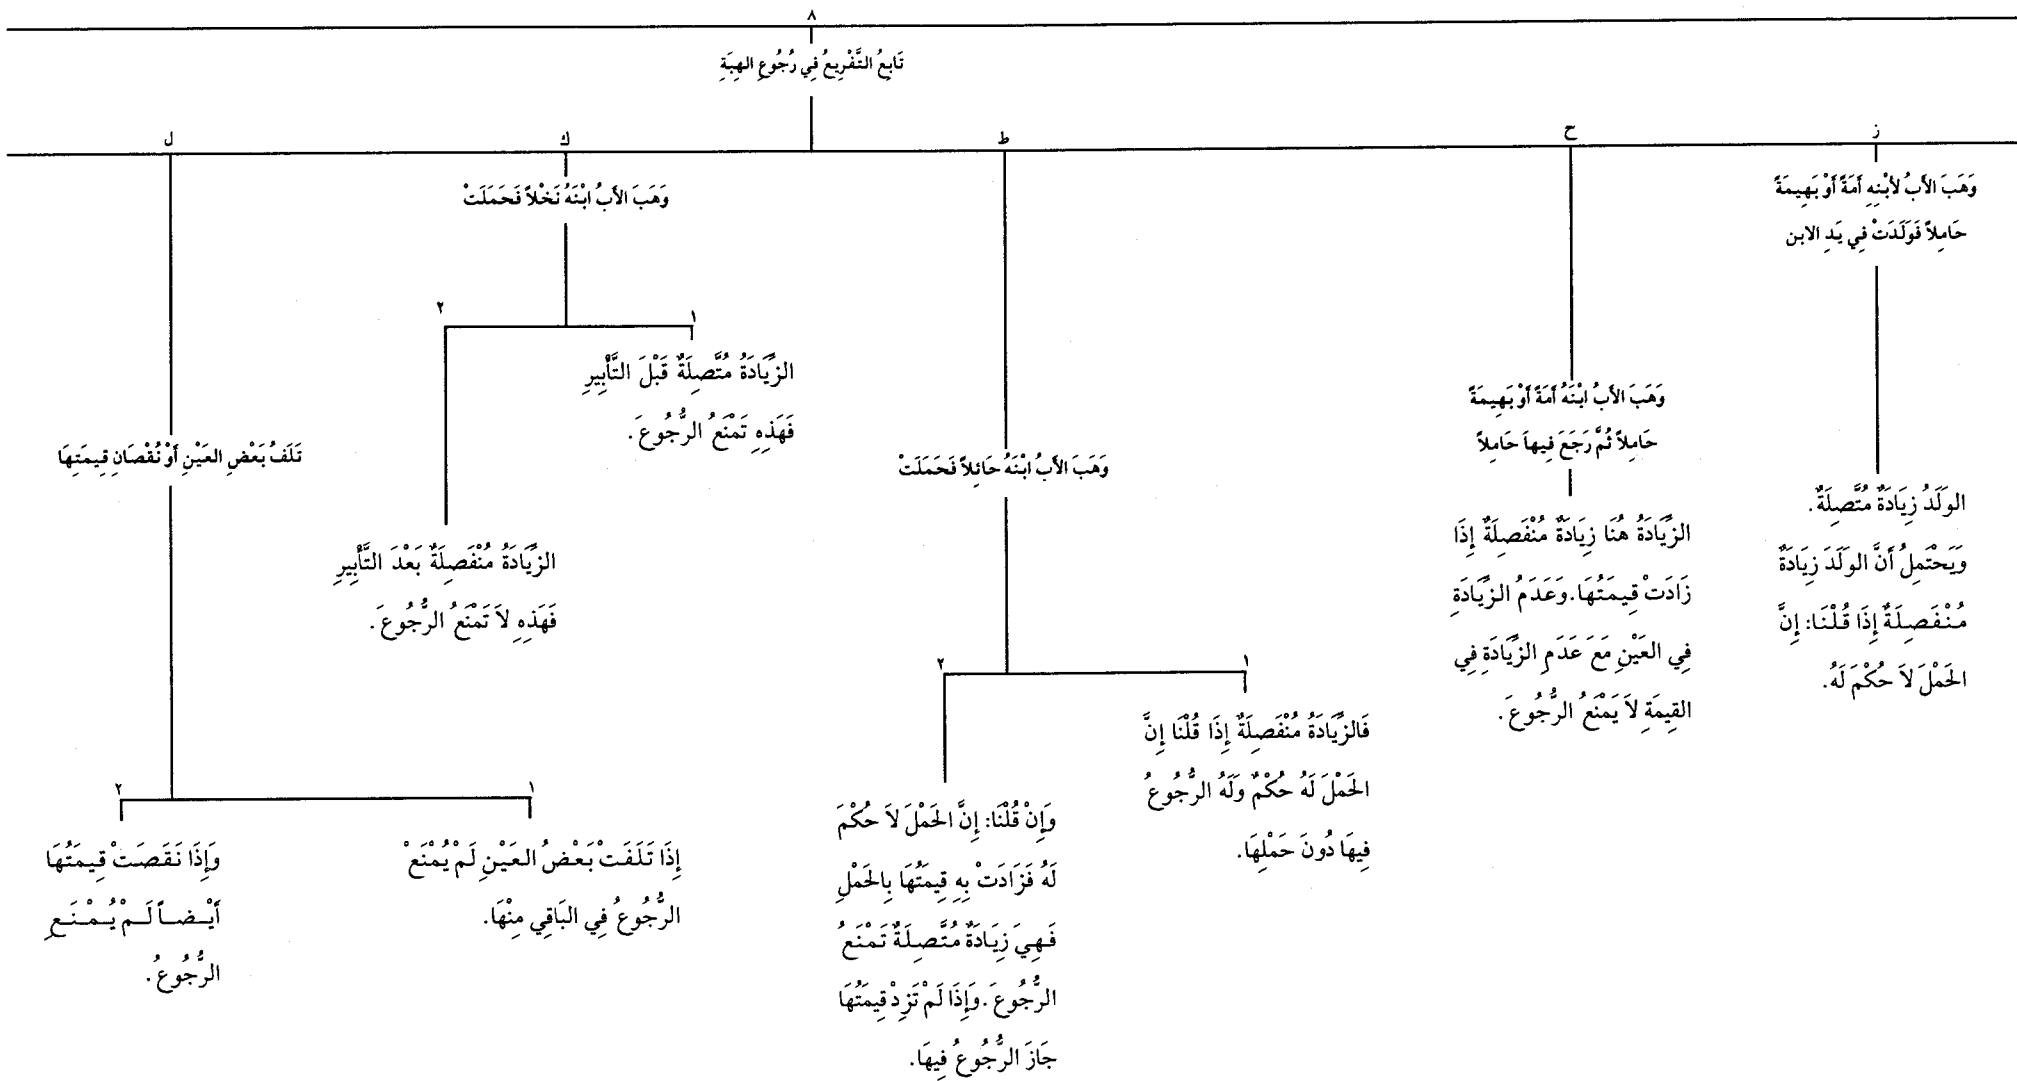 ٨
تَابِعُ التَّفْرِيعُ فِي رُجُوعِ الهِبَةِ
ز
وَهَبَ الأَبُ لأبْنِهِ أَمَةً أَوْ بَهِيمَةً
حَامِلاً فَوَلَدَتْ فِي يَدِ الابن
الوَلَدُ زِيَادَةٌ مُتَّصِلَةٌ.
وَيَحْتَمِلُ أَنَّ الوَلَدَ زِيَادَةٌ
مُنْفَصِلَةٌ إِذَا قُلْنَا: إِنَّ
الحَمْلَ لاَ حُكْمَ لَهُ.
ح
وَهَبَ الأَبُ ابْنَهُ أَمَةً أَوْ بَهِيمَةً
حَامِلاً ثُمَّ رَجَعَ فِيهاَ حَامِلاً
الزِّيَادَةُ هُنَا زِيَادَةٌ مُنْفَصِلَةٌ إِذَا
زَادَتْ قِيمَتُهَا. وَعَدَمُ الزِّيَادَةِ
فِي العَيْنِ مَعَ عَدَمِ الزِّيَادَةِ فِي
القِيمَةِ لاَ يَمْنَعُ الرُّجُوعَ.
ط
وَهَبَ الأَبُ ابْنَهُ حَائِلاً فَحَمَلَتْ
١
فَالزِّيَادَةُ مُنْفَصِلَةٌ إِذَا قُلْنَا إِنَّ
الحَمْلَ لَهُ حُكْمٌ وَلَهُ الرُّجُوعُ
فِيهَا دُونَ حَمْلِهَا.
٢
وَإِنْ قُلْنَا: إِنَّ الحَمْلَ لاَ حُكْمَ
لَهُ فَزَادَتْ بِهِ قِيمَتُهَا بِالحَمْلِ
فَهِيَ زِيَادَةٌ مُتَّصِلَةٌ تَمْنَعُ
الرُّجُوعَ. وَإِذَا لَمْ تَزِدْ قِيمَتُهَا
جَازَ الرُّجُوعُ فِيهَا.
ك
وَهَبَ الأَبُ ابْنَهُ نَخْلاً فَحَمَلَتْ
١
الزِّيَادَةُ مُتَّصِلَةٌ قَبْلَ التَّأْبِيرِ
فَهَذِهِ تَمْنَعُ الرُّجُوعَ.
٢
الزِّيَادَةُ مُنْفَصِلَةٌ بَعْدَ التَّأْبِيرِ
فَهَذِهِ لاَ تَمْنَعُ الرُّجُوعَ.
ل
تَلَفُ بَعْضِ العَيْنِ أَوْ نُقْصَانِ قِيمَتِهَا
١
إِذَا تَلَفَتْ بَعْضُ العَيْنِ لَمْ يُمْنَعْ
الرُّجُوعُ فِي البَاقِي مِنْهَا.
٢
وَإِذَا نَقَصَتْ قِيمَتُهَا
أَيْضاً لَمْ يُمْنَعِ
الرُّجُوعُ.